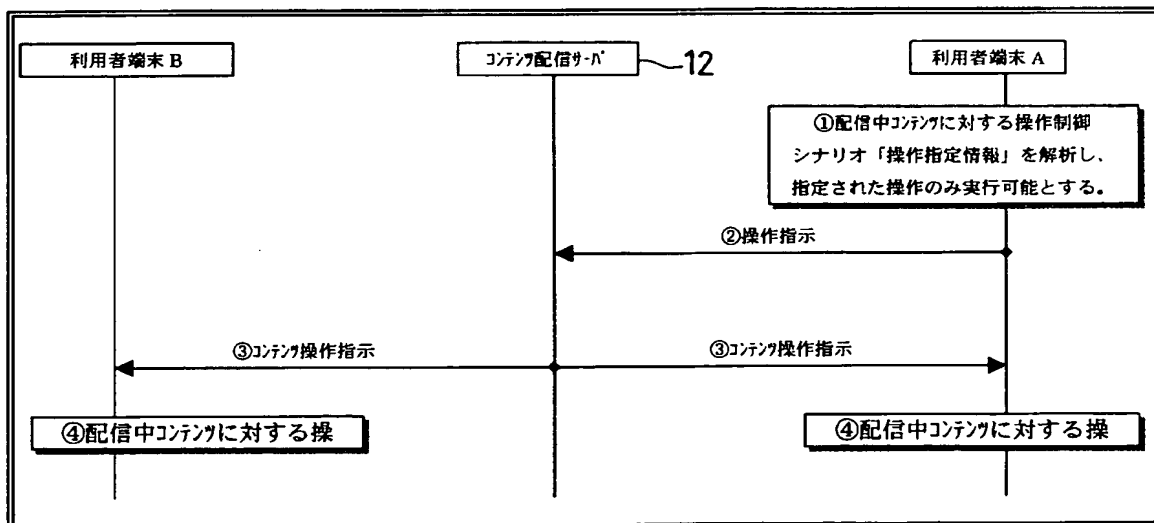 利用者端末 B
コンテンツ配信サーバ
12
利用者端末 A
①配信中コンテンツに対する操作制御
シナリオ「操作指定情報」を解析し、
指定された操作のみ実行可能とする。
②操作指示
③コンテンツ操作指示
③コンテンツ操作指示
④配信中コンテンツに対する操
④配信中コンテンツに対する操